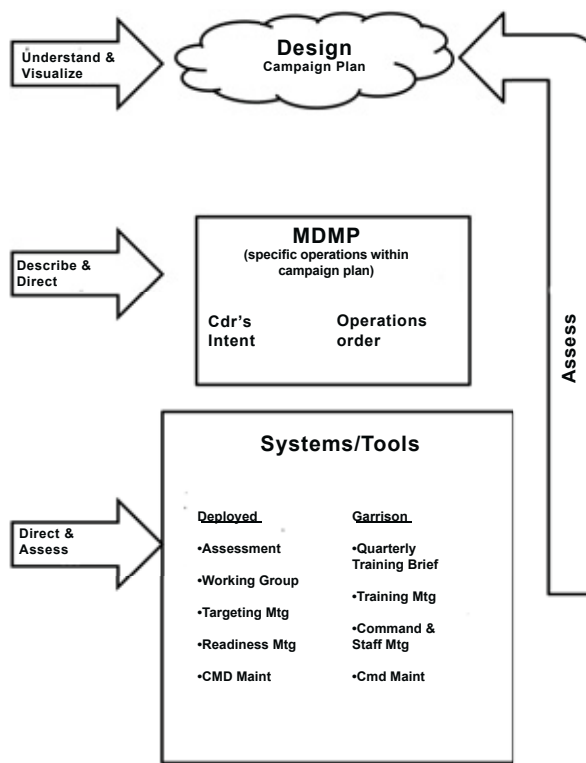 Understand &
Visualize
Design
Campaign Plan
Describe &
Direct
MDMP
(specific operations within
campaign plan)
Cdr's
Intent
Operations
order
Assess
Direct &
Assess
Systems/Tools
Deployed
•Assessment
•Working Group
•Targeting Mtg
•Readiness Mtg
•CMD Maint
Garrison
•Quarterly
Training Brief
•Training Mtg
•Command &
Staff Mtg
•Cmd Maint